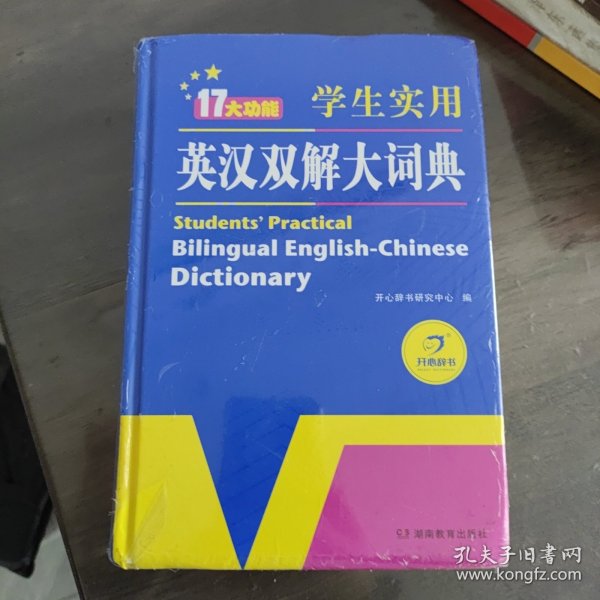 17大功能
学生实用
英汉双解大词典
Students' Practical
Bilingual English-Chinese
Dictionary
开心辞书研究中心 编
开心辞书
湖南教育出版社
孔夫子旧书网
www.kongfz.com